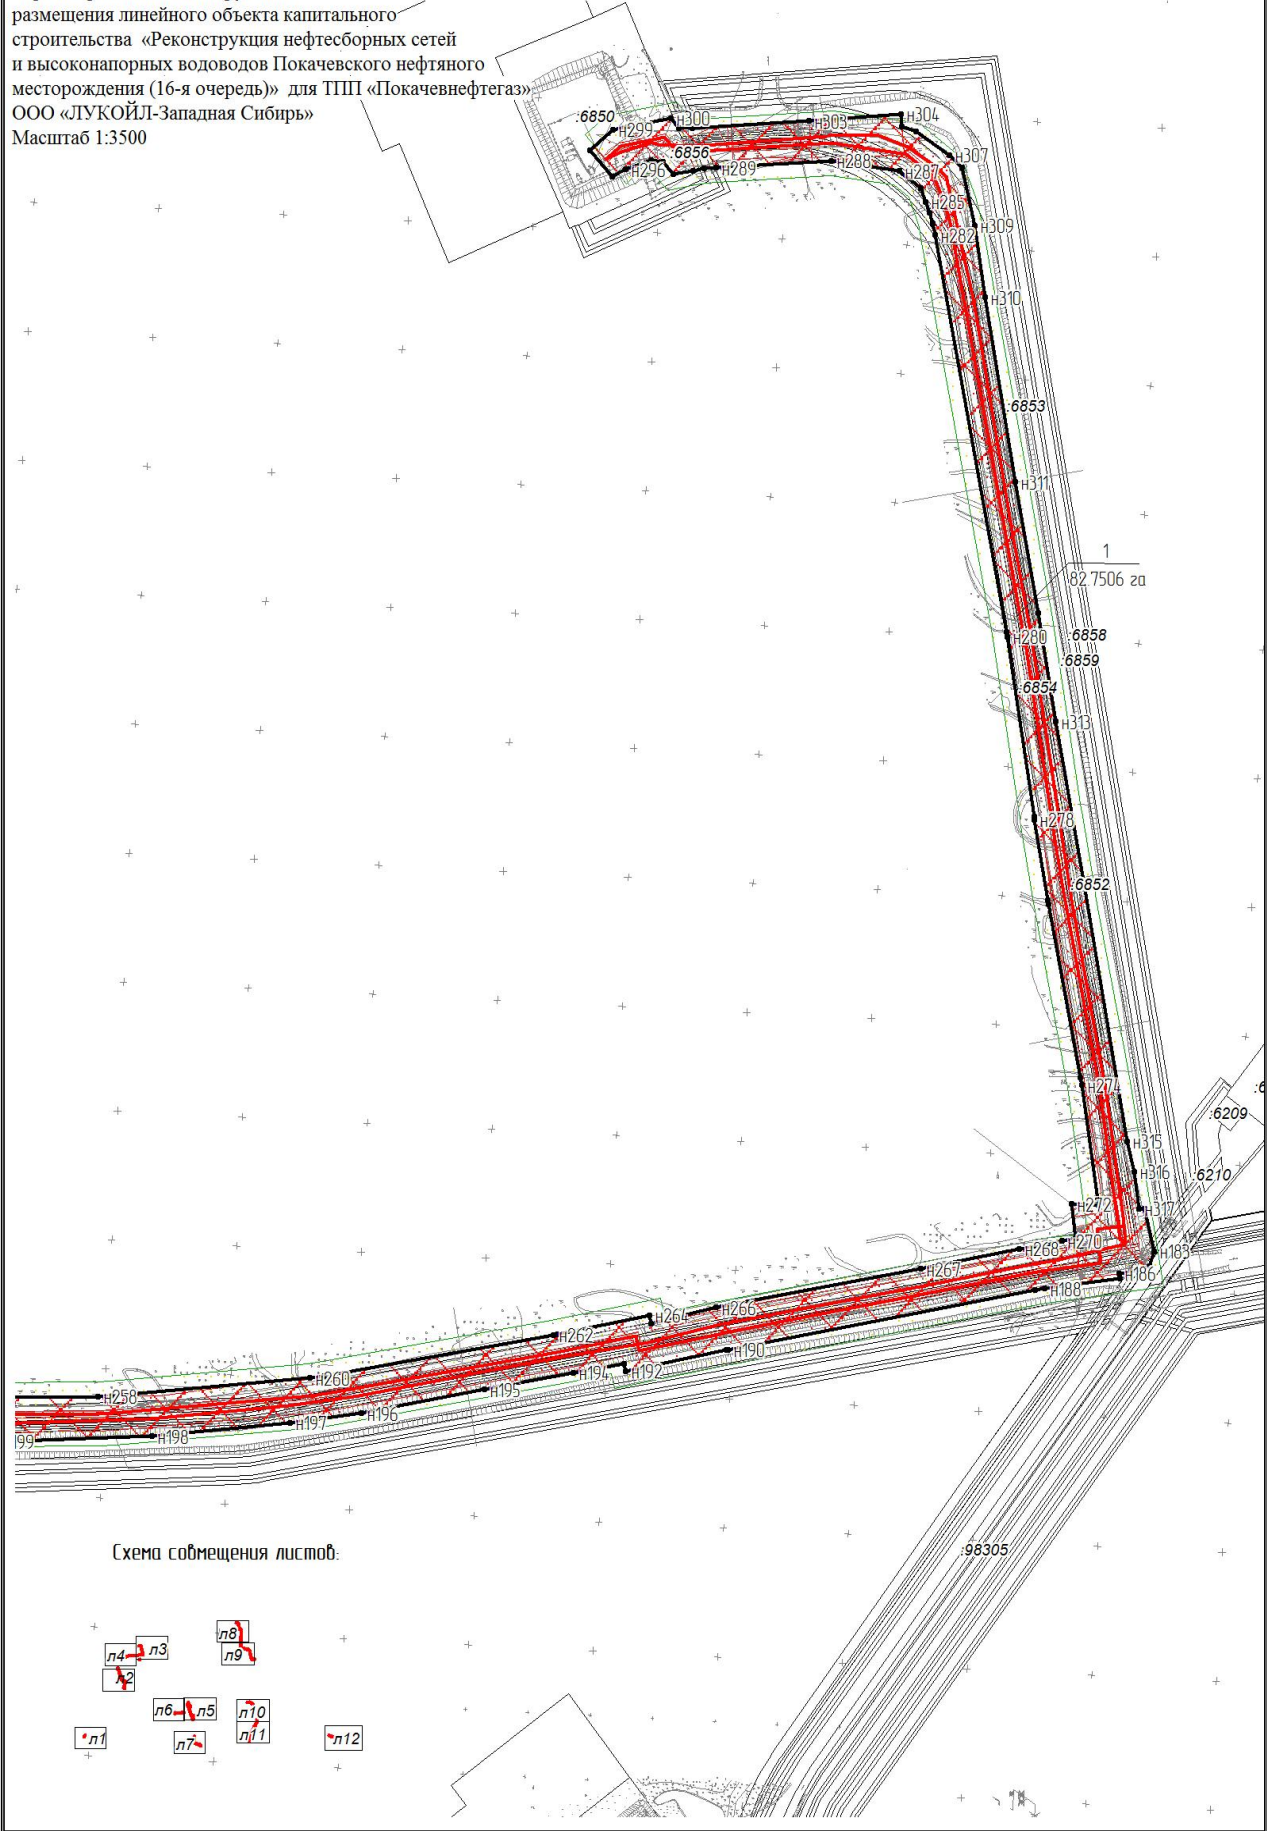 размещения линейного объекта капитального
строительства «Реконструкция нефтесборных сетей
и высоконапорных водоводов Покачевского нефтяного
месторождения (16-я очередь)» для ТПП «Покачевнефтегаз»
ООО «ЛУКОЙЛ-Западная Сибирь»
Масштаб 1:3500
:6850
н299
н300
н303
н304
:6856
н296
н289
н288
н287
н307
н285
н309
н282
н310
:6853
н311
1
82.7506 га
н280
:6858
:6859
:6854
н313
н278
:6852
н274
:6209
н315
н316
:6210
н272
н317
н270
н268
н183
н267
н186
н188
н266
н264
н262
н190
н192
н194
н260
н195
н258
н196
н197
н198
199
:98305
Схема совмещения листов:
л8
л3
л4
л9
л2
л6
л5
л10
л11
л1
л7
л12